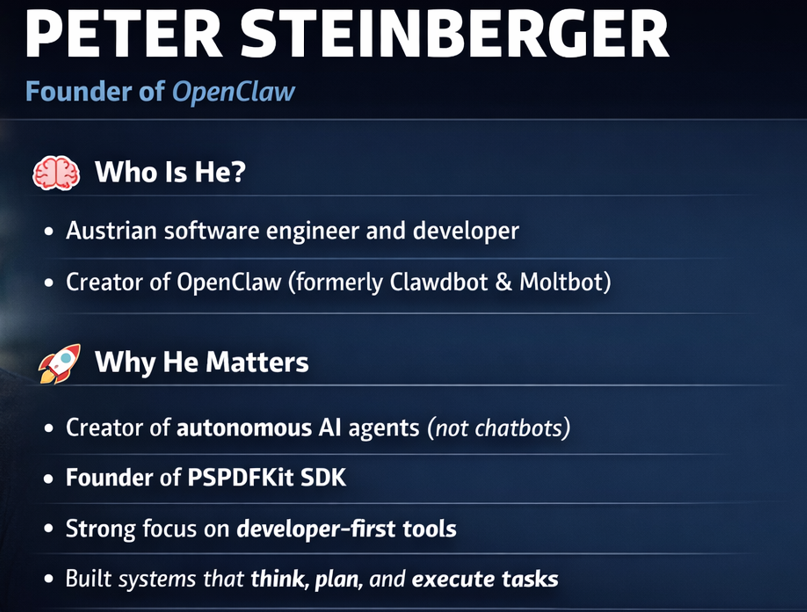 PETER STEINBERGER
Founder of OpenClaw
Who Is He?
• Austrian software engineer and developer
• Creator of OpenClaw (formerly Clawdbot & Moltbot)
Why He Matters
• Creator of autonomous AI agents (not chatbots)
• Founder of PSPDFKit SDK
• Strong focus on developer-first tools
• Built systems that think, plan, and execute tasks